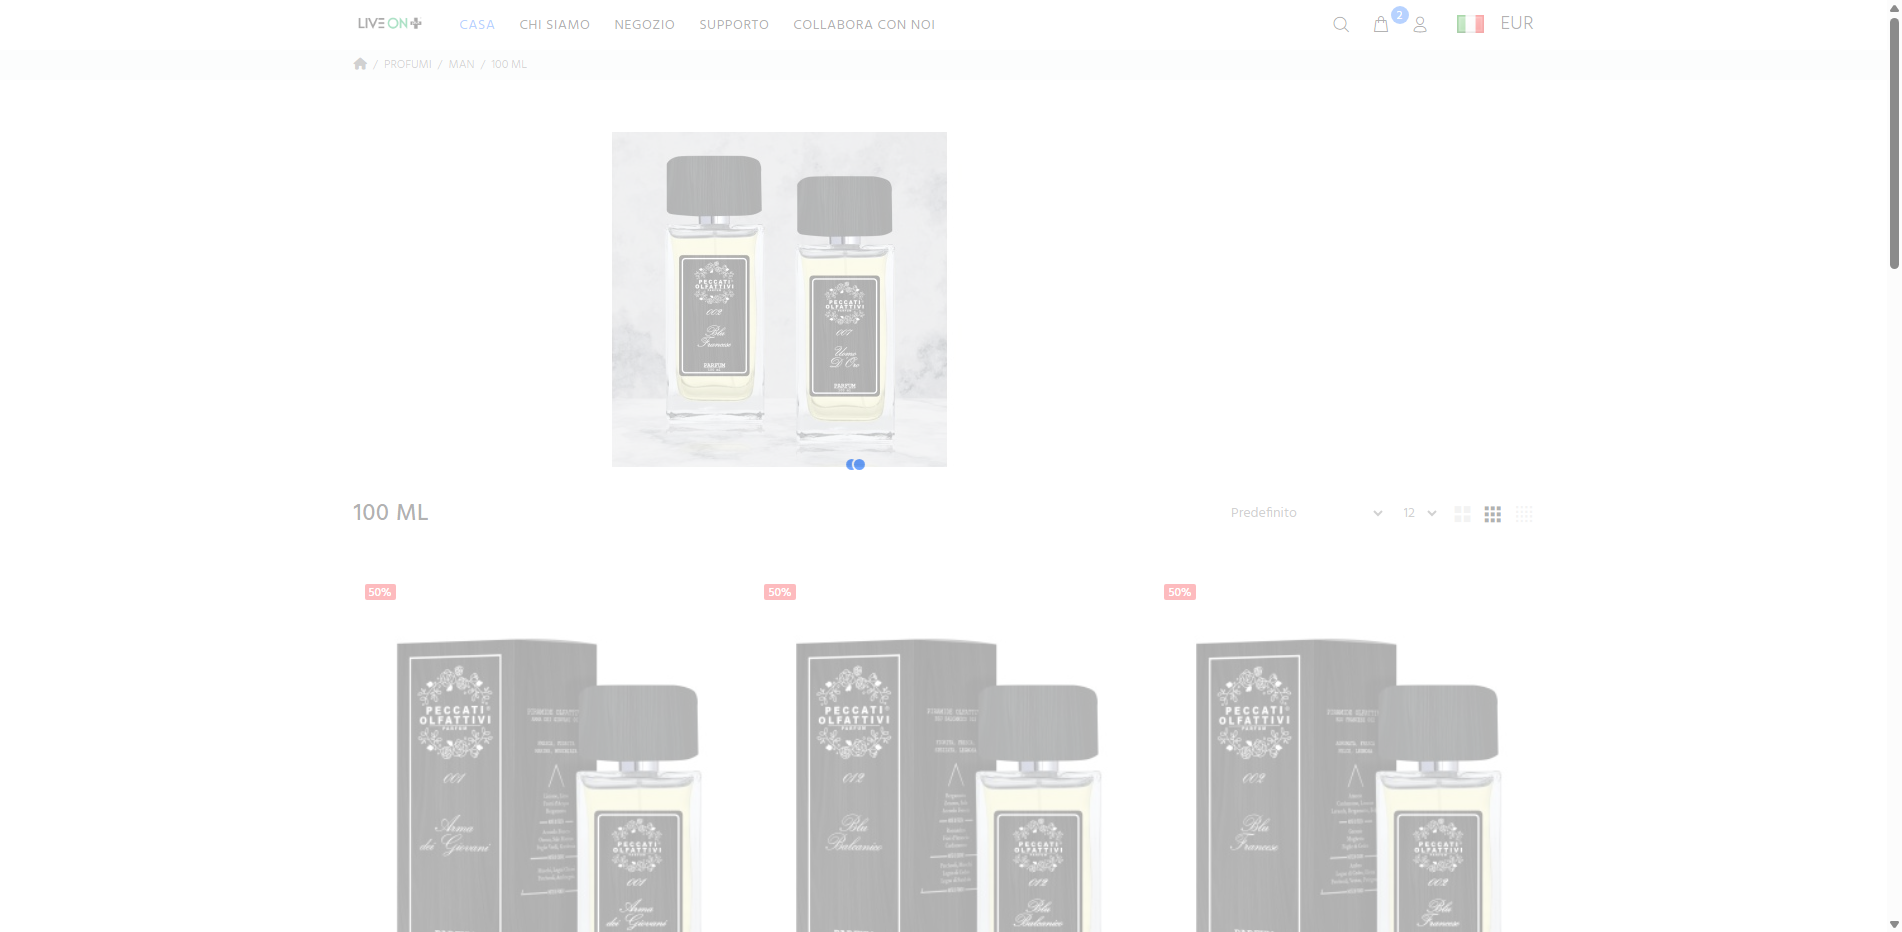 LIVE ON
CASA
CHI SIAMO
NEGOZIO
SUPPORTO
COLLABORA CON NOI
2
EUR
/ PROFUMI / MAN / 100 ML
PECCATI
OLFATTIVI
002
Blu
Francese
PARFUM
PECCATI
OLFATTIVI
007
Uomo
D'Oro
PARFUM
100 ML
Predefinito
12
50%
50%
50%
PECCATI
OLFATTIVI
PARFUM
001
Arma
dei Giovani
PECCATI
OLFATTIVI
001
Arma
dei Giovani
PECCATI
OLFATTIVI
PARFUM
012
Blu
Balcanico
PECCATI
OLFATTIVI
012
Blu
Balcanico
PECCATI
OLFATTIVI
PARFUM
002
Blu
Francese
PECCATI
OLFATTIVI
002
Blu
Francese